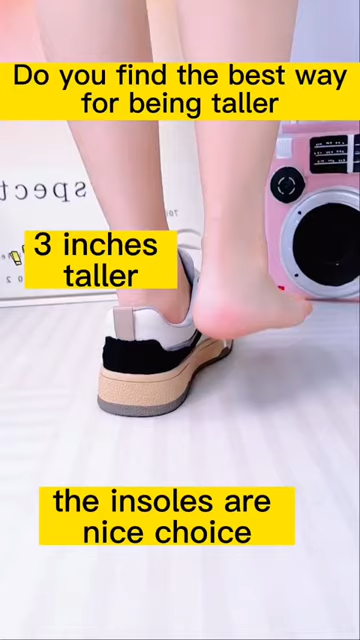 Do you find the best way
for being taller
3 inches
taller
the insoles are
nice choice